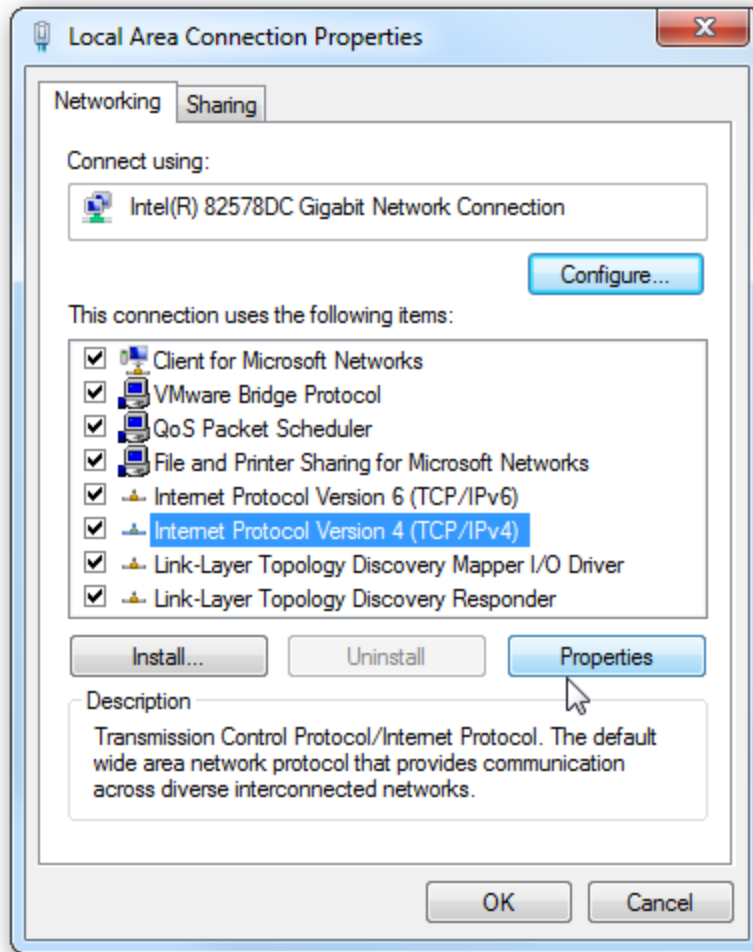 Local Area Connection Properties
Networking
Sharing
Connect using:
Intel(R) 82578DC Gigabit Network Connection
Configure...
This connection uses the following items:
Client for Microsoft Networks
VMware Bridge Protocol
QoS Packet Scheduler
File and Printer Sharing for Microsoft Networks
Internet Protocol Version 6 (TCP/IPv6)
Internet Protocol Version 4 (TCP/IPv4)
Link-Layer Topology Discovery Mapper I/O Driver
Link-Layer Topology Discovery Responder
Install...
Uninstall
Properties
Description
Transmission Control Protocol/Internet Protocol. The default
wide area network protocol that provides communication
across diverse interconnected networks.
OK
Cancel